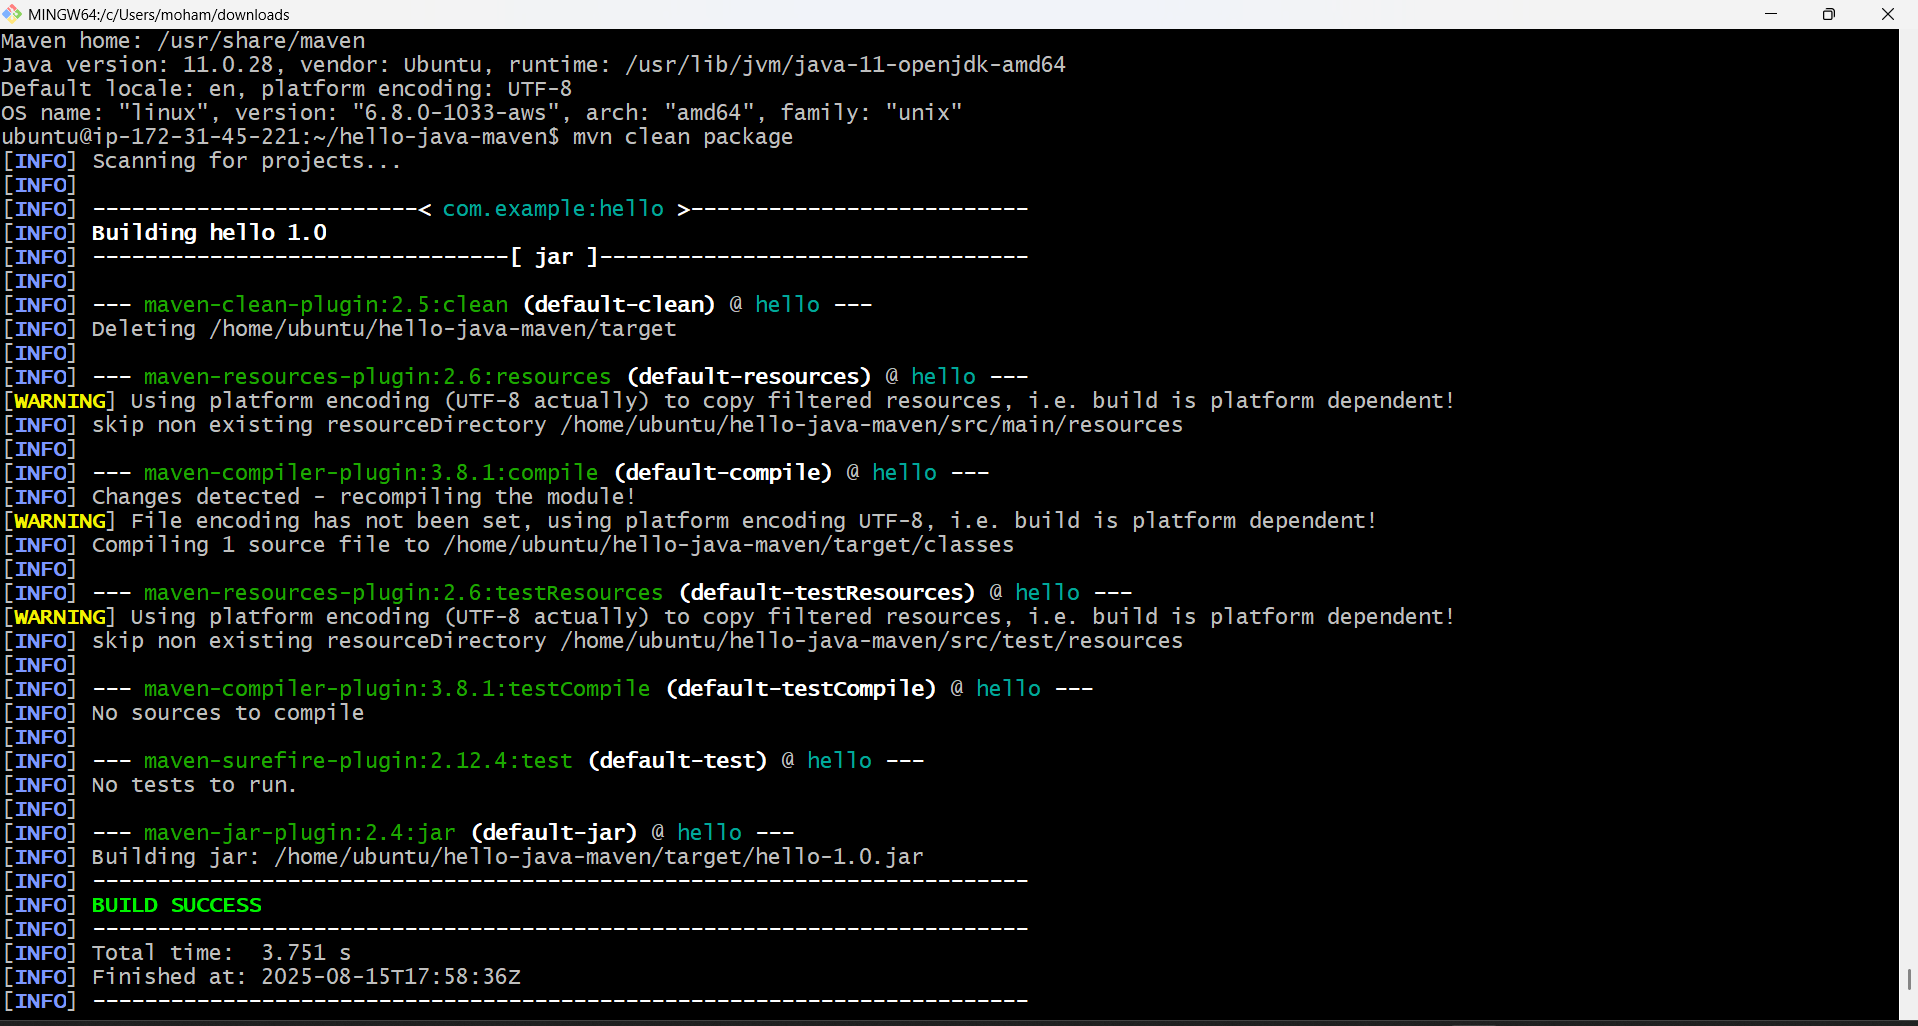 MINGW64:/c/Users/moham/downloads
Maven home: /usr/share/maven
Java version: 11.0.28, vendor: Ubuntu, runtime: /usr/lib/jvm/java-11-openjdk-amd64
Default locale: en, platform encoding: UTF-8
OS name: "linux", version: "6.8.0-1033-aws", arch: "amd64", family: "unix"
ubuntu@ip-172-31-45-221:~/hello-java-maven$ mvn clean package
[INFO] Scanning for projects...
[INFO]
[INFO] -------------------------< com.example:hello >--------------------------
[INFO] Building hello 1.0
[INFO] --------------------------------[ jar ]---------------------------------
[INFO]
[INFO] --- maven-clean-plugin:2.5:clean (default-clean) @ hello ---
[INFO] Deleting /home/ubuntu/hello-java-maven/target
[INFO]
[INFO] --- maven-resources-plugin:2.6:resources (default-resources) @ hello ---
[WARNING] Using platform encoding (UTF-8 actually) to copy filtered resources, i.e. build is platform dependent!
[INFO] skip non existing resourceDirectory /home/ubuntu/hello-java-maven/src/main/resources
[INFO]
[INFO] --- maven-compiler-plugin:3.8.1:compile (default-compile) @ hello ---
[INFO] Changes detected - recompiling the module!
[WARNING] File encoding has not been set, using platform encoding UTF-8, i.e. build is platform dependent!
[INFO] Compiling 1 source file to /home/ubuntu/hello-java-maven/target/classes
[INFO]
[INFO] --- maven-resources-plugin:2.6:testResources (default-testResources) @ hello ---
[WARNING] Using platform encoding (UTF-8 actually) to copy filtered resources, i.e. build is platform dependent!
[INFO] skip non existing resourceDirectory /home/ubuntu/hello-java-maven/src/test/resources
[INFO]
[INFO] --- maven-compiler-plugin:3.8.1:testCompile (default-testCompile) @ hello ---
[INFO] No sources to compile
[INFO]
[INFO] --- maven-surefire-plugin:2.12.4:test (default-test) @ hello ---
[INFO] No tests to run.
[INFO]
[INFO] --- maven-jar-plugin:2.4:jar (default-jar) @ hello ---
[INFO] Building jar: /home/ubuntu/hello-java-maven/target/hello-1.0.jar
[INFO] ------------------------------------------------------------------------
[INFO] BUILD SUCCESS
[INFO] ------------------------------------------------------------------------
[INFO] Total time:  3.751 s
[INFO] Finished at: 2025-08-15T17:58:36Z
[INFO] ------------------------------------------------------------------------